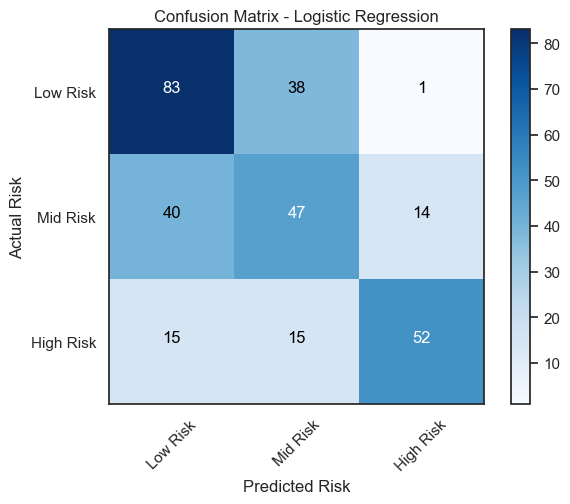 Confusion Matrix - Logistic Regression
Actual Risk
Low Risk 83 38 1
Mid Risk 40 47 14
High Risk 15 15 52
Low Risk Mid Risk High Risk
Predicted Risk
80
70
60
50
40
30
20
10